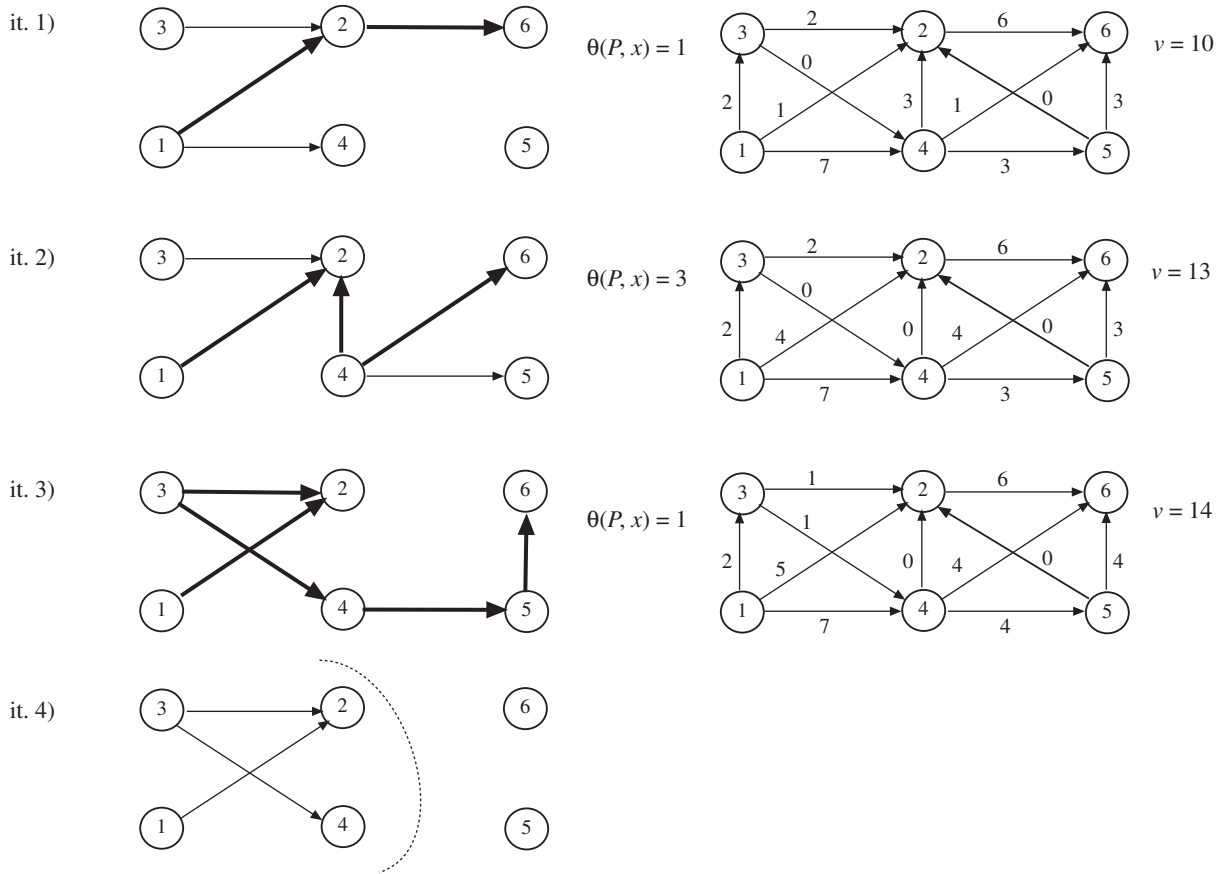 it. 1)
3 2 6
1 4 5
θ(P, x) = 1
2 6
3 2 6
0
2 1 3 1 0 3
1 4 5
7 3
v = 10
it. 2)
3 2 6
1 4 5
θ(P, x) = 3
2 6
3 2 6
0
2 4 0 4 0 3
1 4 5
7 3
v = 13
it. 3)
3 2 6
1 4 5
θ(P, x) = 1
1 6
3 2 6
1
2 5 0 4 0 4
1 4 5
7 4
v = 14
it. 4)
3 2 6
1 4 5